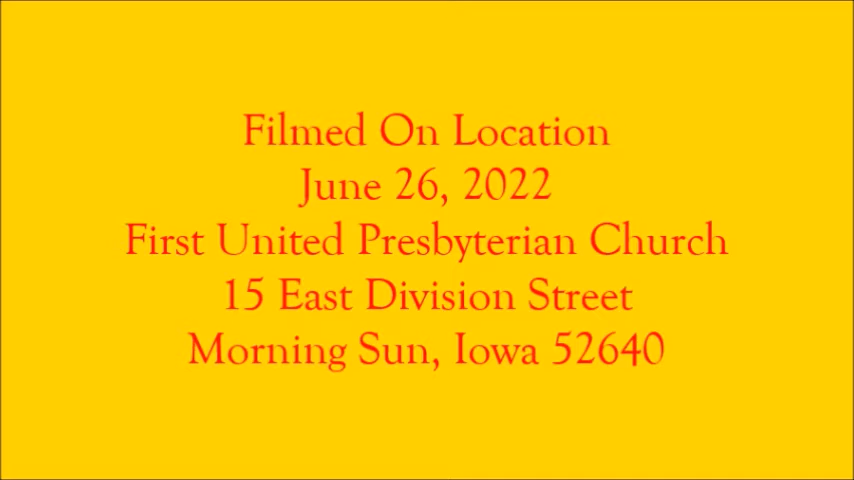 Filmed On Location
June 26, 2022
First United Presbyterian Church
15 East Division Street
Morning Sun, Iowa 52640